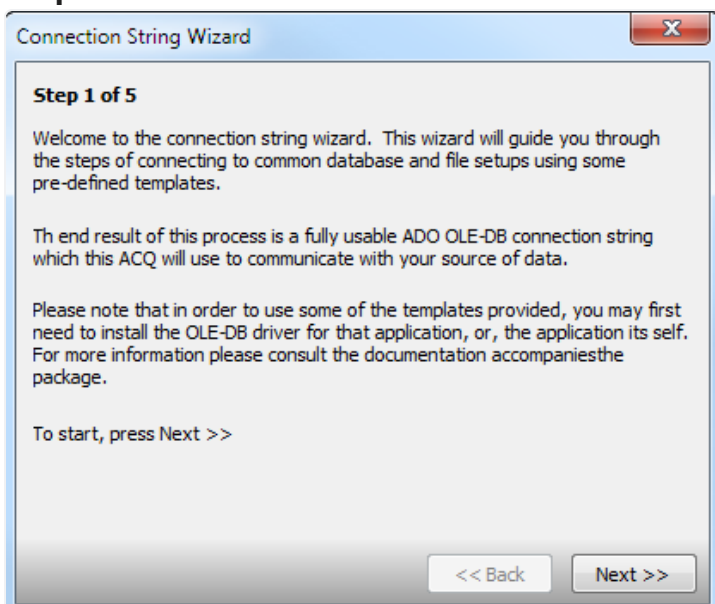 Connection String Wizard
Step 1 of 5
Welcome to the connection string wizard.  This wizard will guide you through
the steps of connecting to common database and file setups using some
pre-defined templates.
Th end result of this process is a fully usable ADO OLE-DB connection string
which this ACQ will use to communicate with your source of data.
Please note that in order to use some of the templates provided, you may first
need to install the OLE-DB driver for that application, or, the application its self.
For more information please consult the documentation accompaniesthe
package.
To start, press Next >>
<< Back Next >>